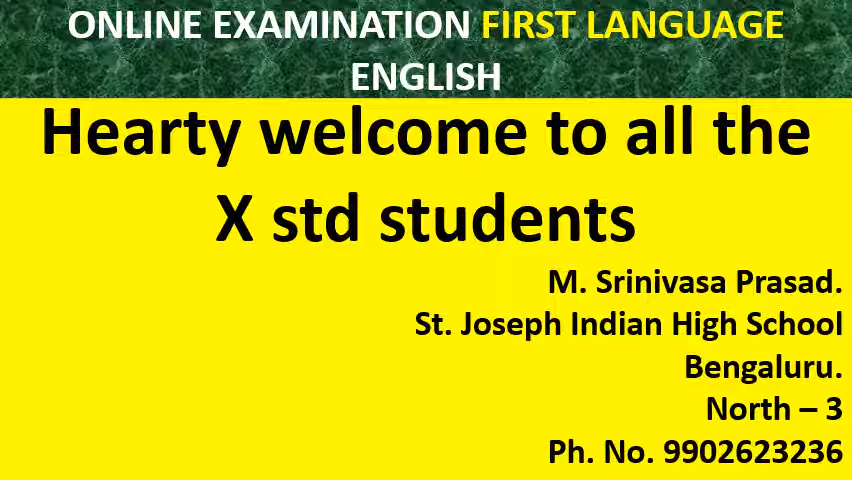 ONLINE EXAMINATION FIRST LANGUAGE
ENGLISH
Hearty welcome to all the
X std students
M. Srinivasa Prasad.
St. Joseph Indian High School
Bengaluru.
North – 3
Ph. No. 9902623236